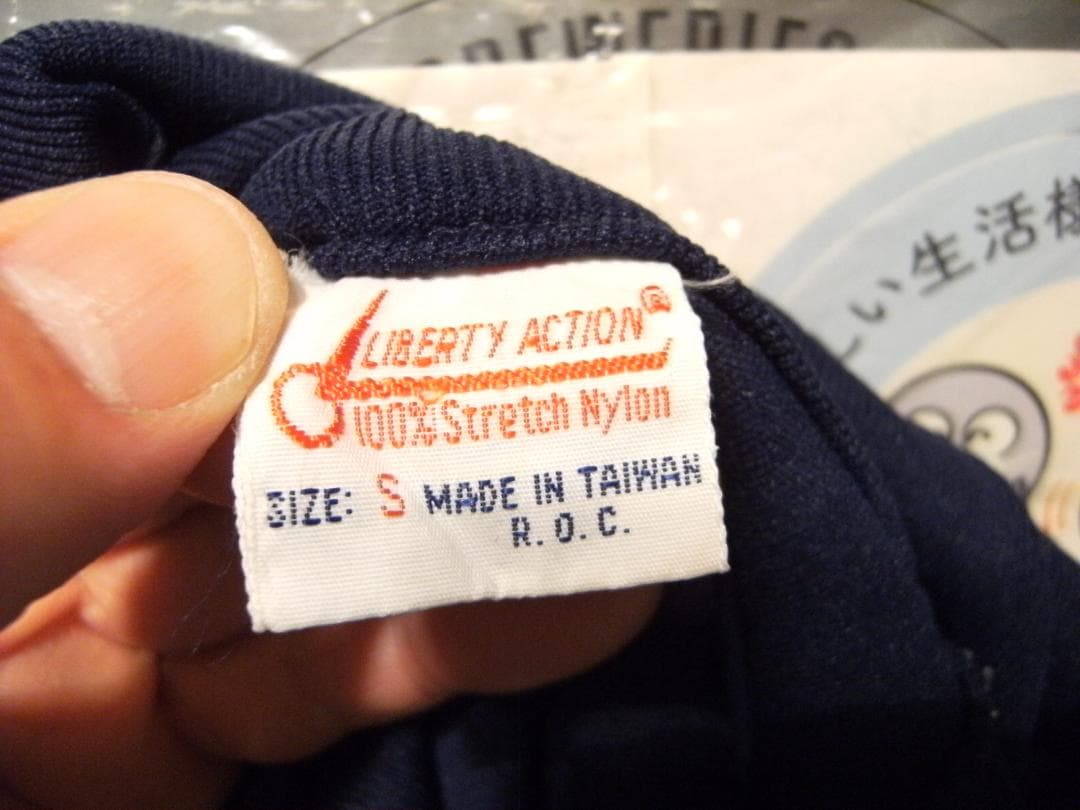 LIBERTY ACTION®
100% Stretch Nylon
SIZE: S MADE IN TAIWAN
R.O.C.
い生活様